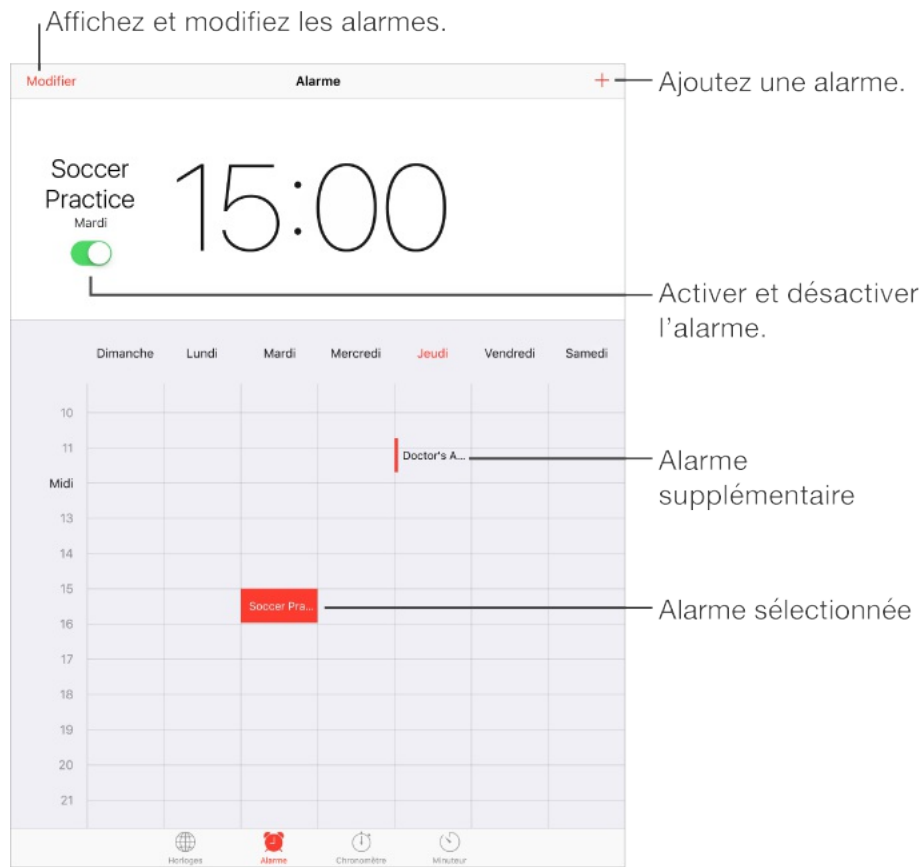 Affichez et modifiez les alarmes.
Modifier
Alarme
+
Ajoutez une alarme.
Soccer
Practice
Mardi
15:00
Activer et désactiver
l'alarme.
Dimanche Lundi Mardi Mercredi Jeudi Vendredi Samedi
10
11
Doctor's A...
Alarme
supplémentaire
Midi
13
14
15
Soccer Pra...
Alarme sélectionnée
16
17
18
19
20
21
Horloges Alarme Chronomètre Minuteur